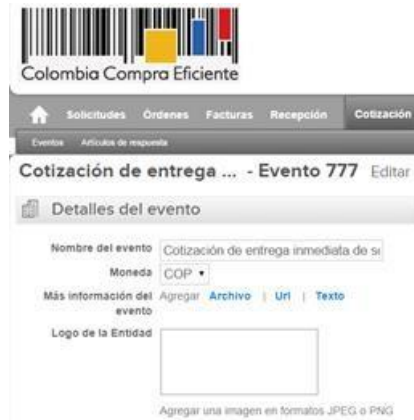 Colombia Compra Eficiente
Solicitudes Órdenes Facturas Recepción Cotización
Eventos Artículos de respuesta
Cotización de entrega ... - Evento 777 Editar
Detalles del evento
Nombre del evento Cotización de entrega inmediata de
Moneda COP
Más información del evento Agregar Archivo | Url | Texto
Logo de la Entidad
Agregar una imagen en formatos JPEG o PNG